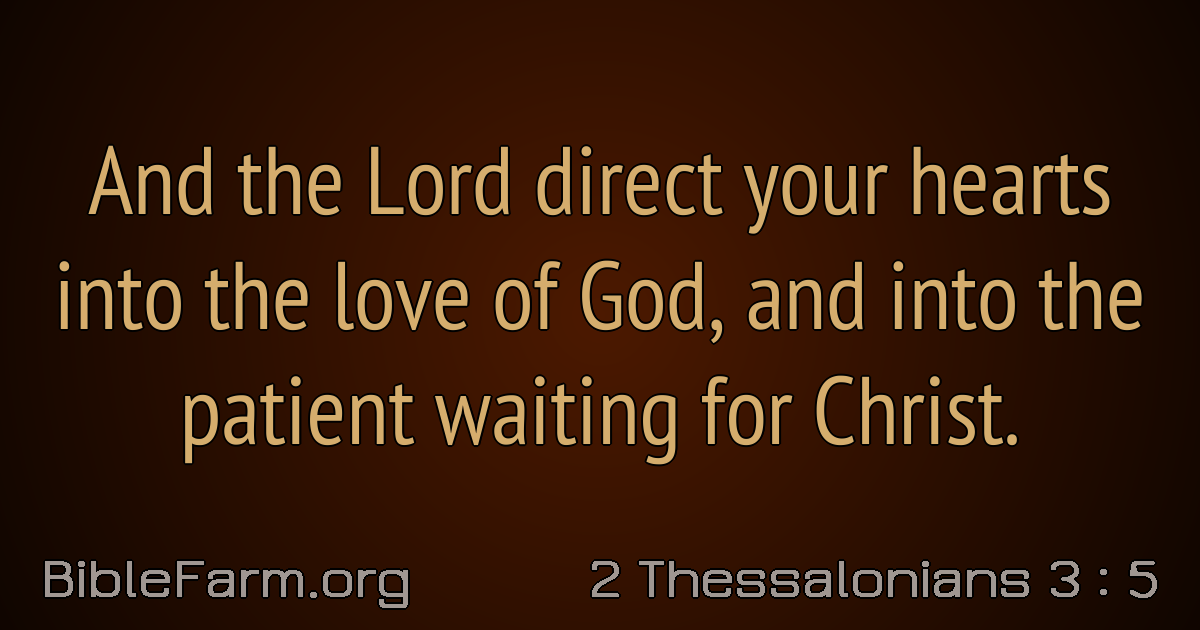 And the Lord direct your hearts
into the love of God, and into the
patient waiting for Christ.
BibleFarm.org
2 Thessalonians 3 : 5